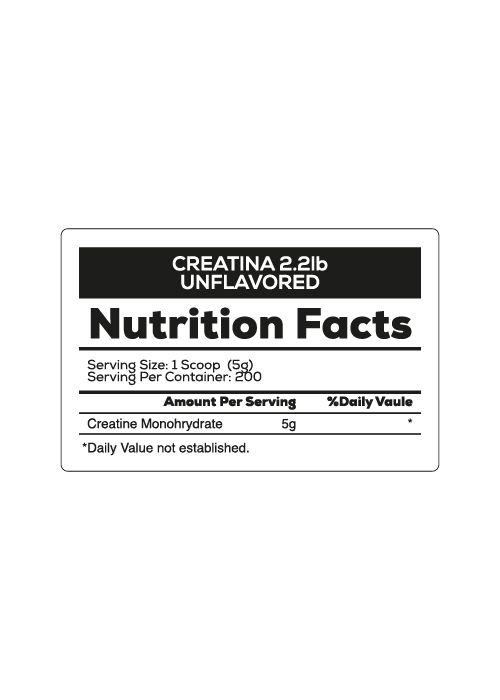 CREATINA 2.2lb
UNFLAVORED
Nutrition Facts
Serving Size: 1 Scoop (5g)
Serving Per Container: 200
Amount Per Serving %Daily Vaule
Creatine Monohrydrate 5g *
*Daily Value not established.